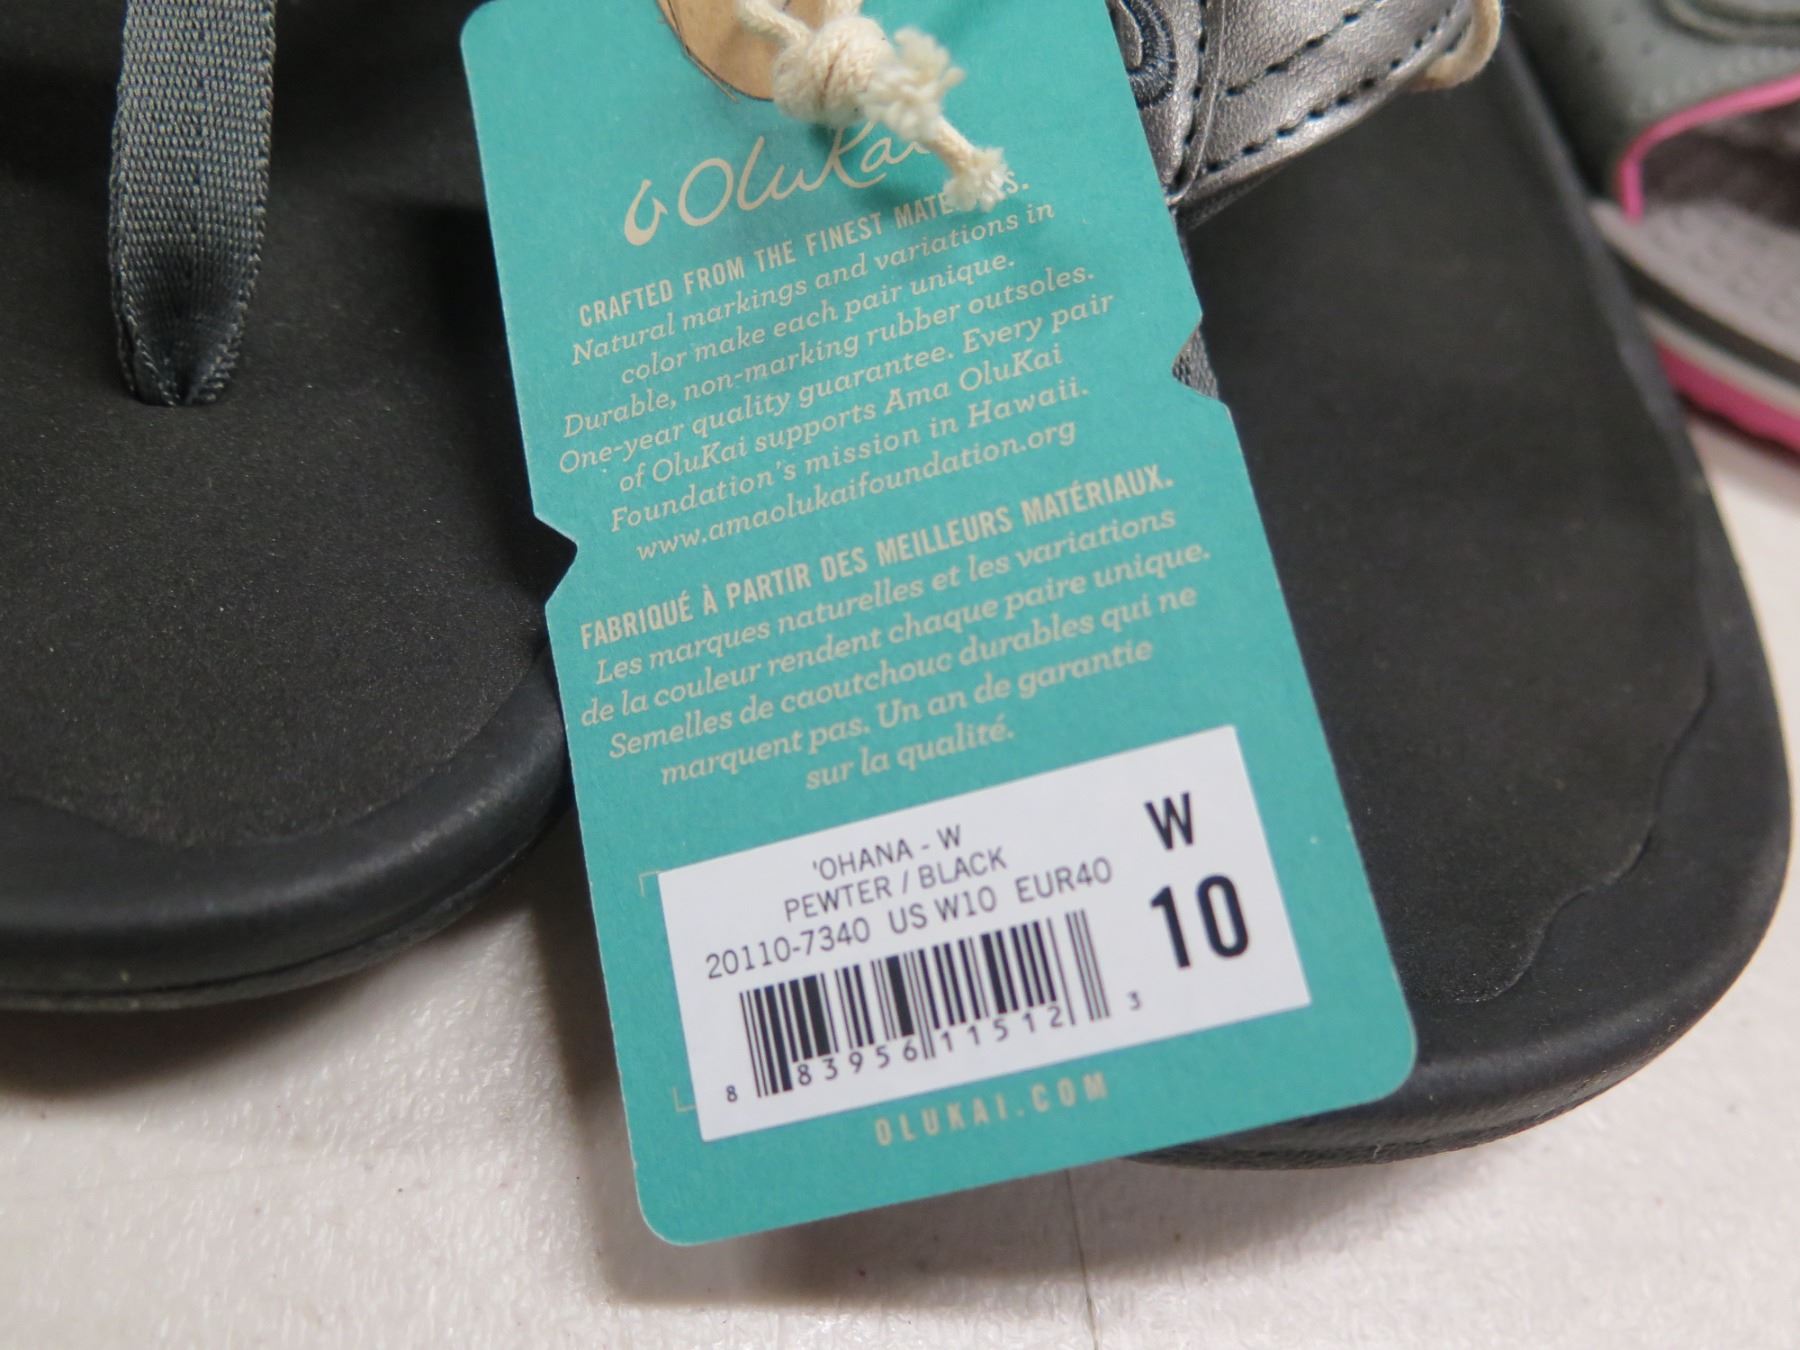 OluKai
CRAFTED FROM THE FINEST MATERIALS.
Natural markings and variations in
color make each pair unique.
Durable, non-marking rubber outsoles.
One-year quality guarantee. Every pair
of OluKai supports Ama OluKai
Foundation's mission in Hawaii.
www.amaolukaifoundation.org
FABRIQUÉ À PARTIR DES MEILLEURS MATÉRIAUX.
Les marques naturelles et les variations
de la couleur rendent chaque paire unique.
Semelles de caoutchouc durables qui ne
marquent pas. Un an de garantie
sur la qualité.
'OHANA - W
PEWTER / BLACK
20110-7340 US W10 EUR40
W
10
8 83956 11512 3
OLUKAI.COM